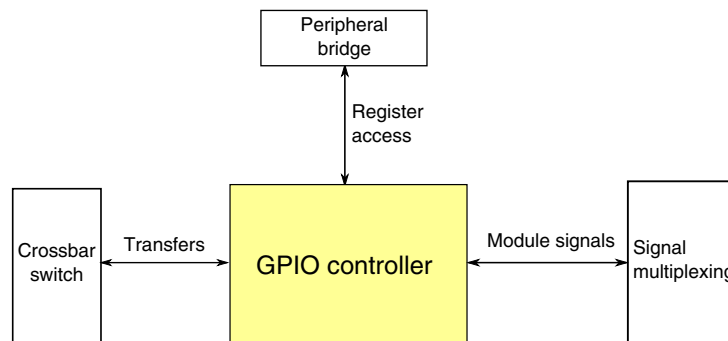 Peripheral
bridge
Register
access
Crossbar
switch
Transfers
GPIO controller
Module signals
Signal
multiplexing